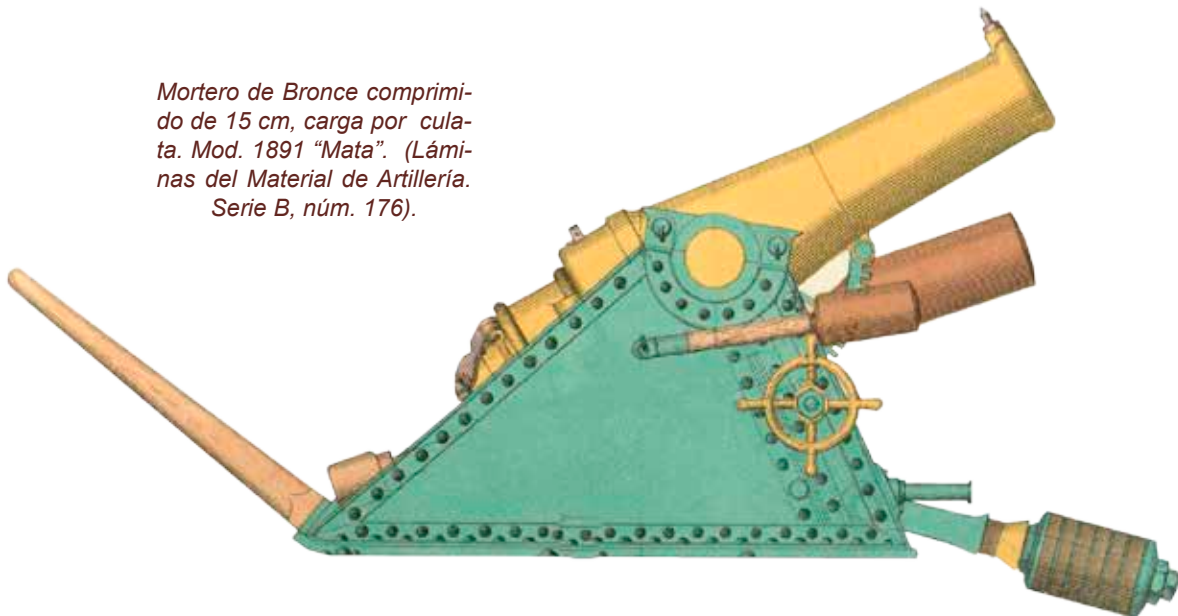 Mortero de Bronce comprimi-
do de 15 cm, carga por cula-
ta. Mod. 1891 “Mata”. (Lámi-
nas del Material de Artillería.
Serie B, núm. 176).